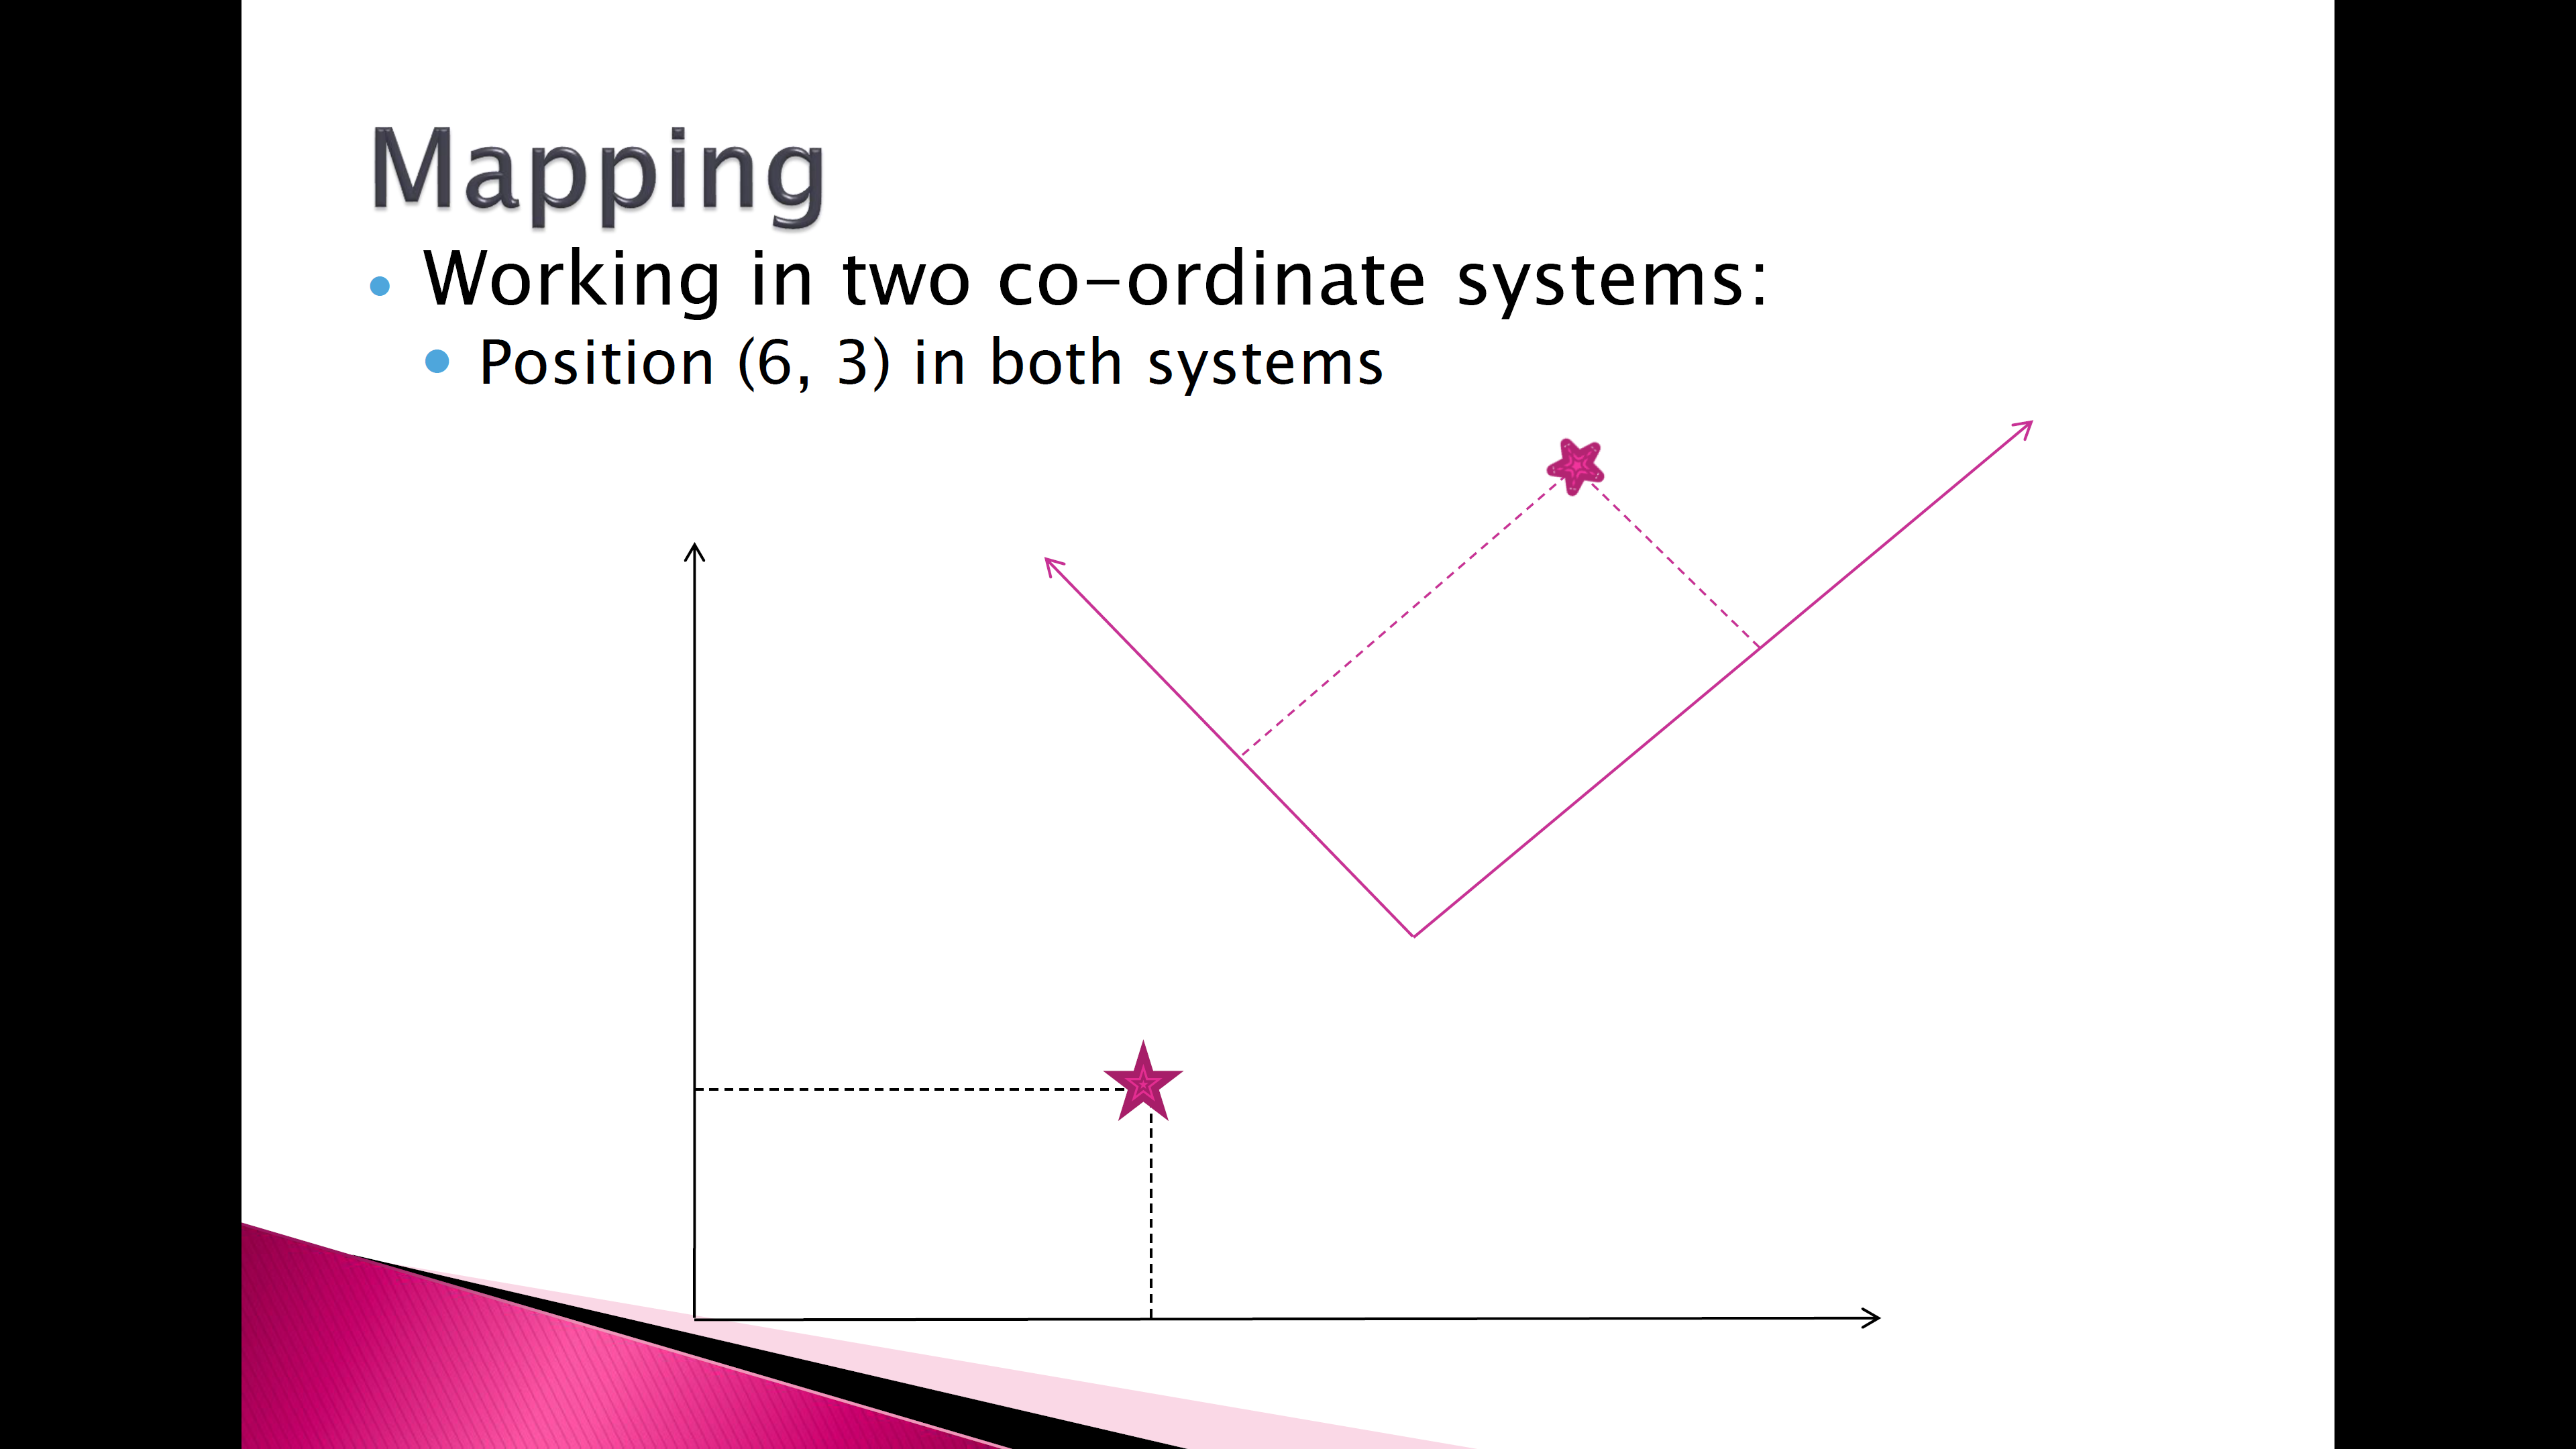 Mapping
• Working in two co-ordinate systems:
• Position (6, 3) in both systems